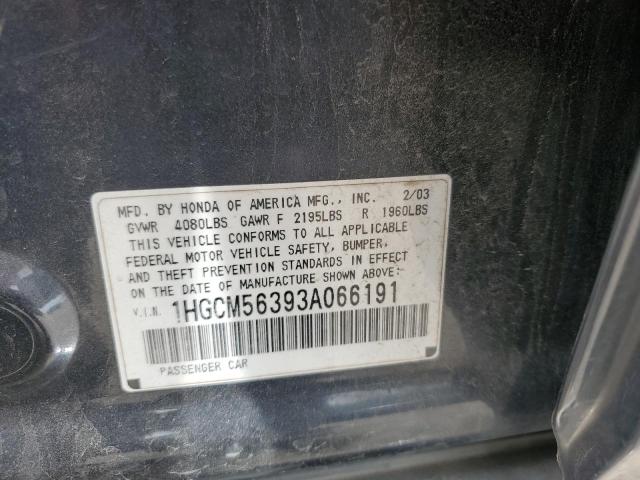 MFD. BY HONDA OF AMERICA MFG., INC. 2/03
GVWR 4080LBS GAWR F 2195LBS R 1960LBS
THIS VEHICLE CONFORMS TO ALL APPLICABLE
FEDERAL MOTOR VEHICLE SAFETY, BUMPER,
AND THEFT PREVENTION STANDARDS IN EFFECT
ON THE DATE OF MANUFACTURE SHOWN ABOVE.
V.I.N. 1HGCM56393A066191
PASSENGER CAR